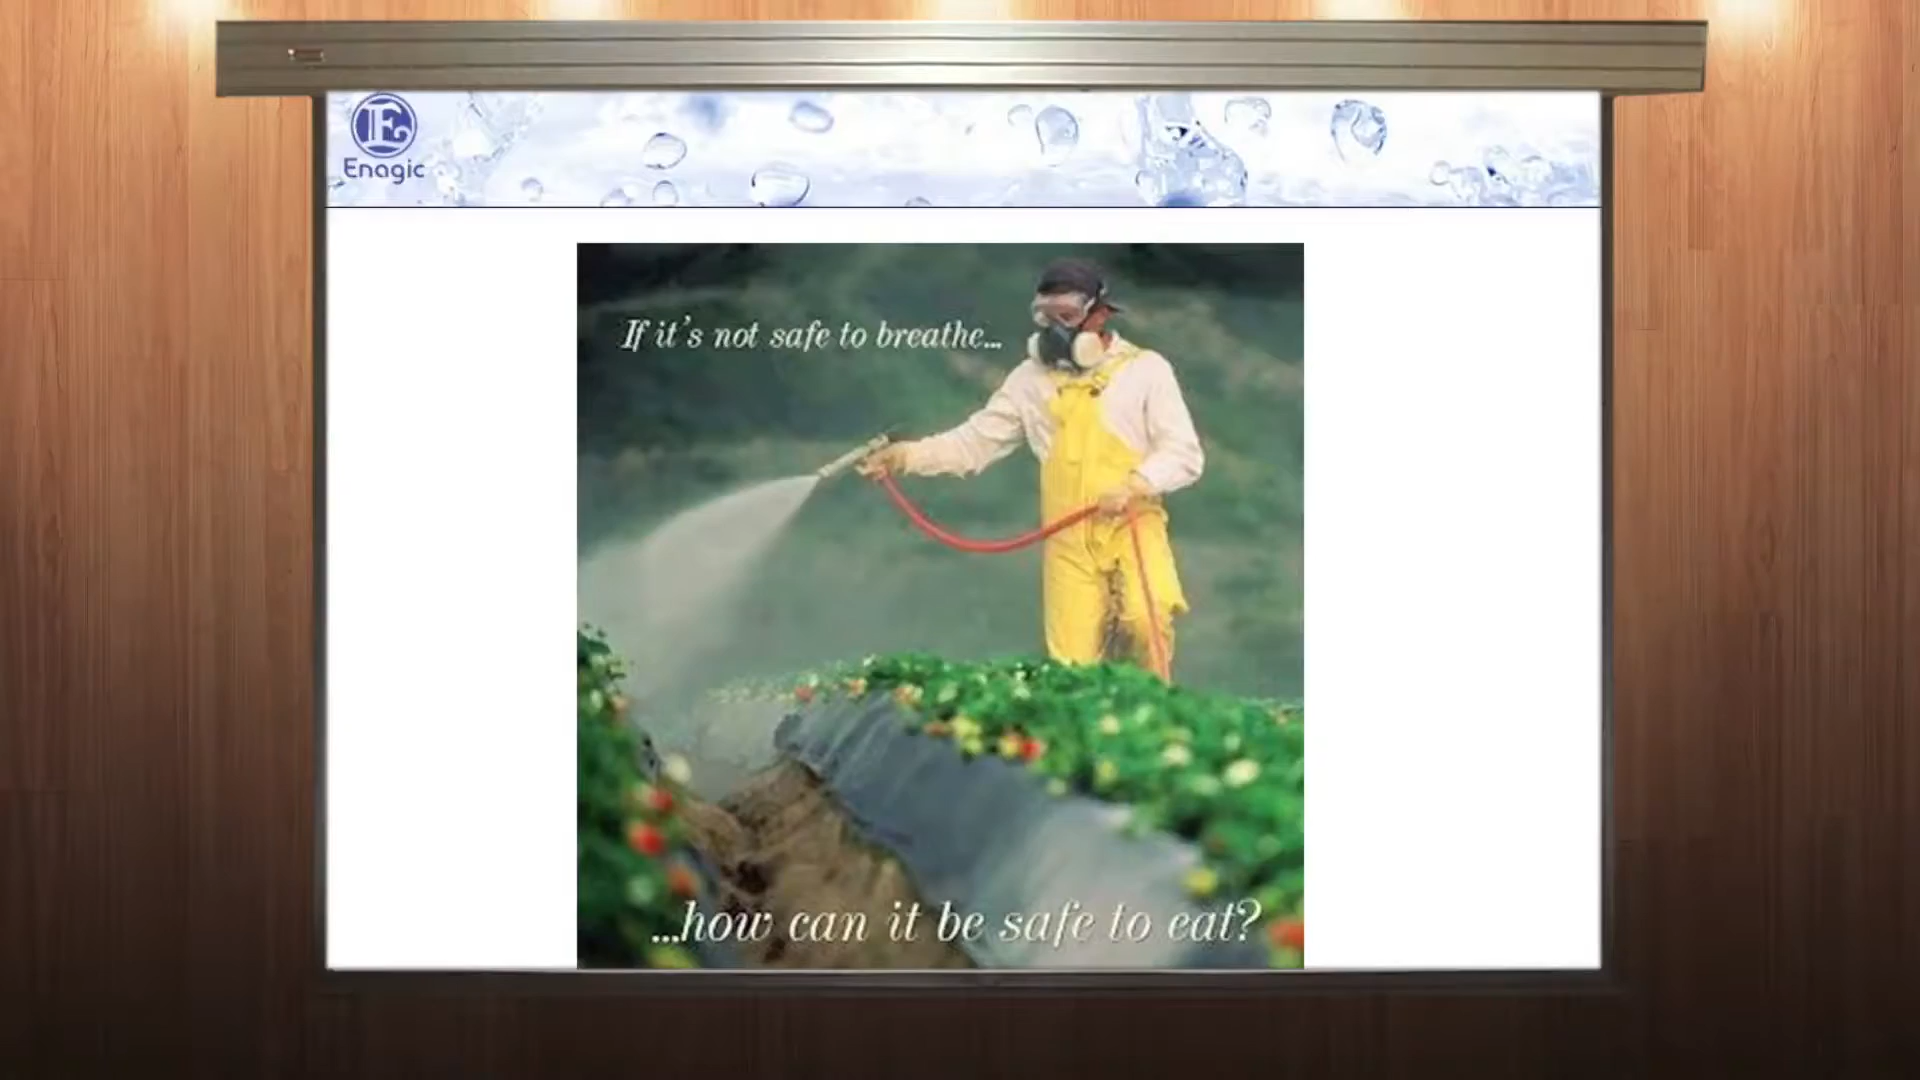 Enagic
If it's not safe to breathe...
...how can it be safe to eat?